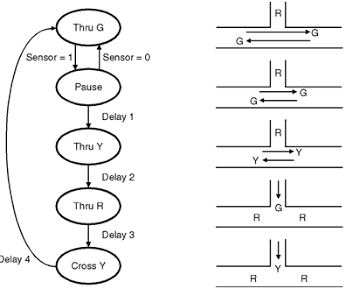 Thru G
Sensor = 1
Sensor = 0
Pause
Delay 1
Thru Y
Delay 2
Thru R
Delay 3
Delay 4
Cross Y
R
G
G
R
G
G
R
Y
Y
G
R R
Y
R R